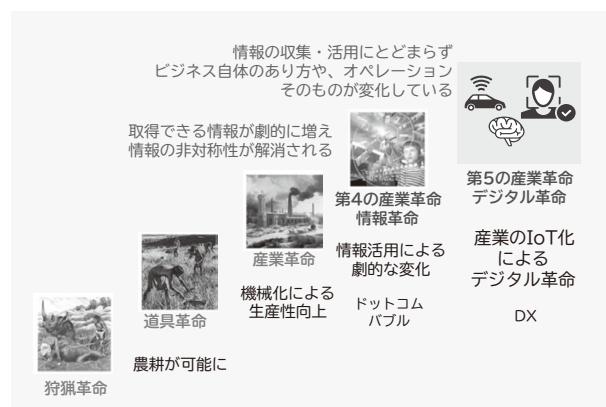 情報の収集・活用にとどまらず
ビジネス自体のあり方や、オペレーション
そのものが変化している
取得できる情報が劇的に増え
情報の非対称性が解消される
狩猟革命
道具革命
農耕が可能に
産業革命
機械化による
生産性向上
第4の産業革命
情報革命
情報活用による
劇的な変化
ドットコム
バブル
第5の産業革命
デジタル革命
産業のIoT化
による
デジタル革命
DX